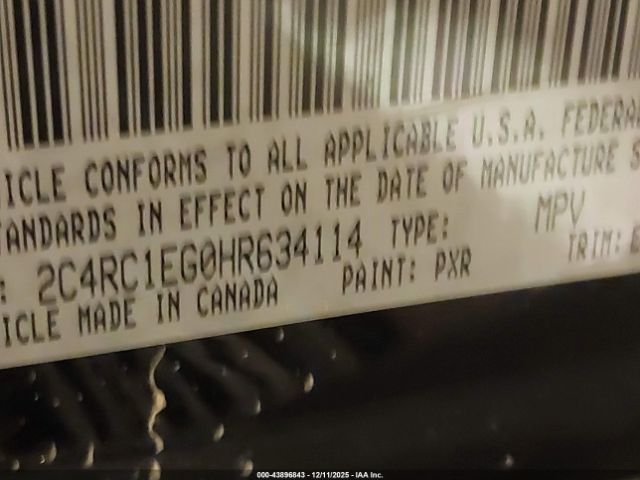 ICLE CONFORMS TO ALL APPLICABLE U.S.A. FEDERA
TANDARDS IN EFFECT ON THE DATE OF MANUFACTURE S
: 2C4RC1EG0HR634114 TYPE: MPV
ICLE MADE IN CANADA PAINT: PXR TRIM: E
000-43896843 - 12/11/2025 - IAA Inc.